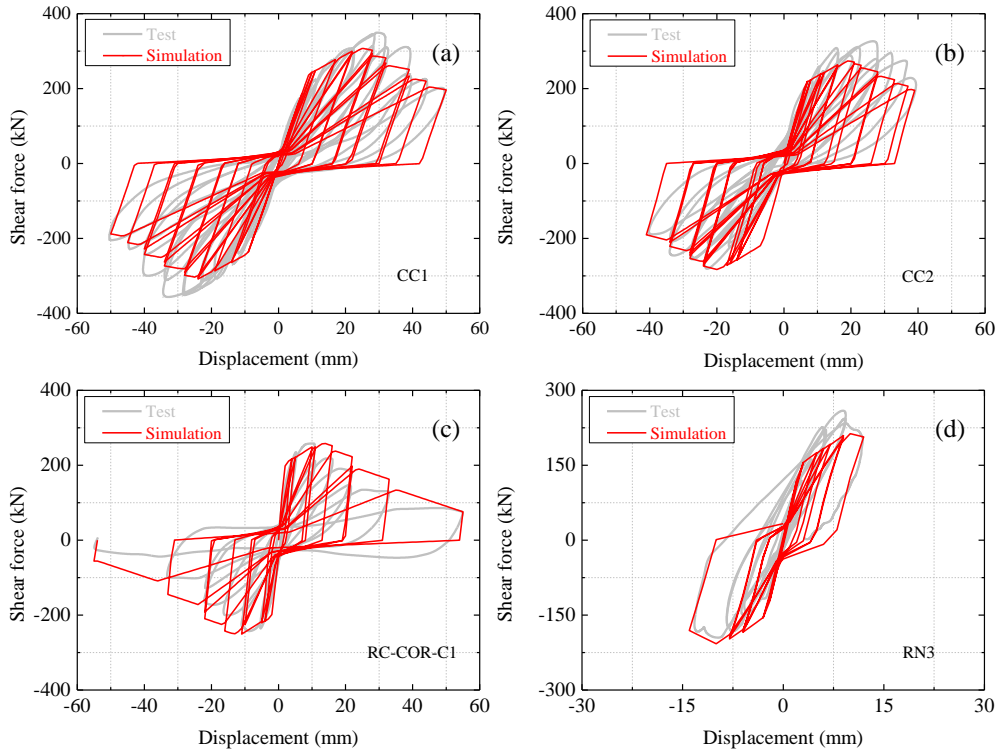 400
Test
Simulation
(a)
200
0
-200
-400
Shear force (kN)
CC1
-60 -40 -20 0 20 40 60
Displacement (mm)
400
Test
Simulation
(b)
200
0
-200
-400
Shear force (kN)
CC2
-60 -40 -20 0 20 40 60
Displacement (mm)
400
Test
Simulation
(c)
200
0
-200
-400
Shear force (kN)
RC-COR-C1
-60 -40 -20 0 20 40 60
Displacement (mm)
300
Test
Simulation
(d)
150
0
-150
-300
Shear force (kN)
RN3
-30 -15 0 15 30
Displacement (mm)